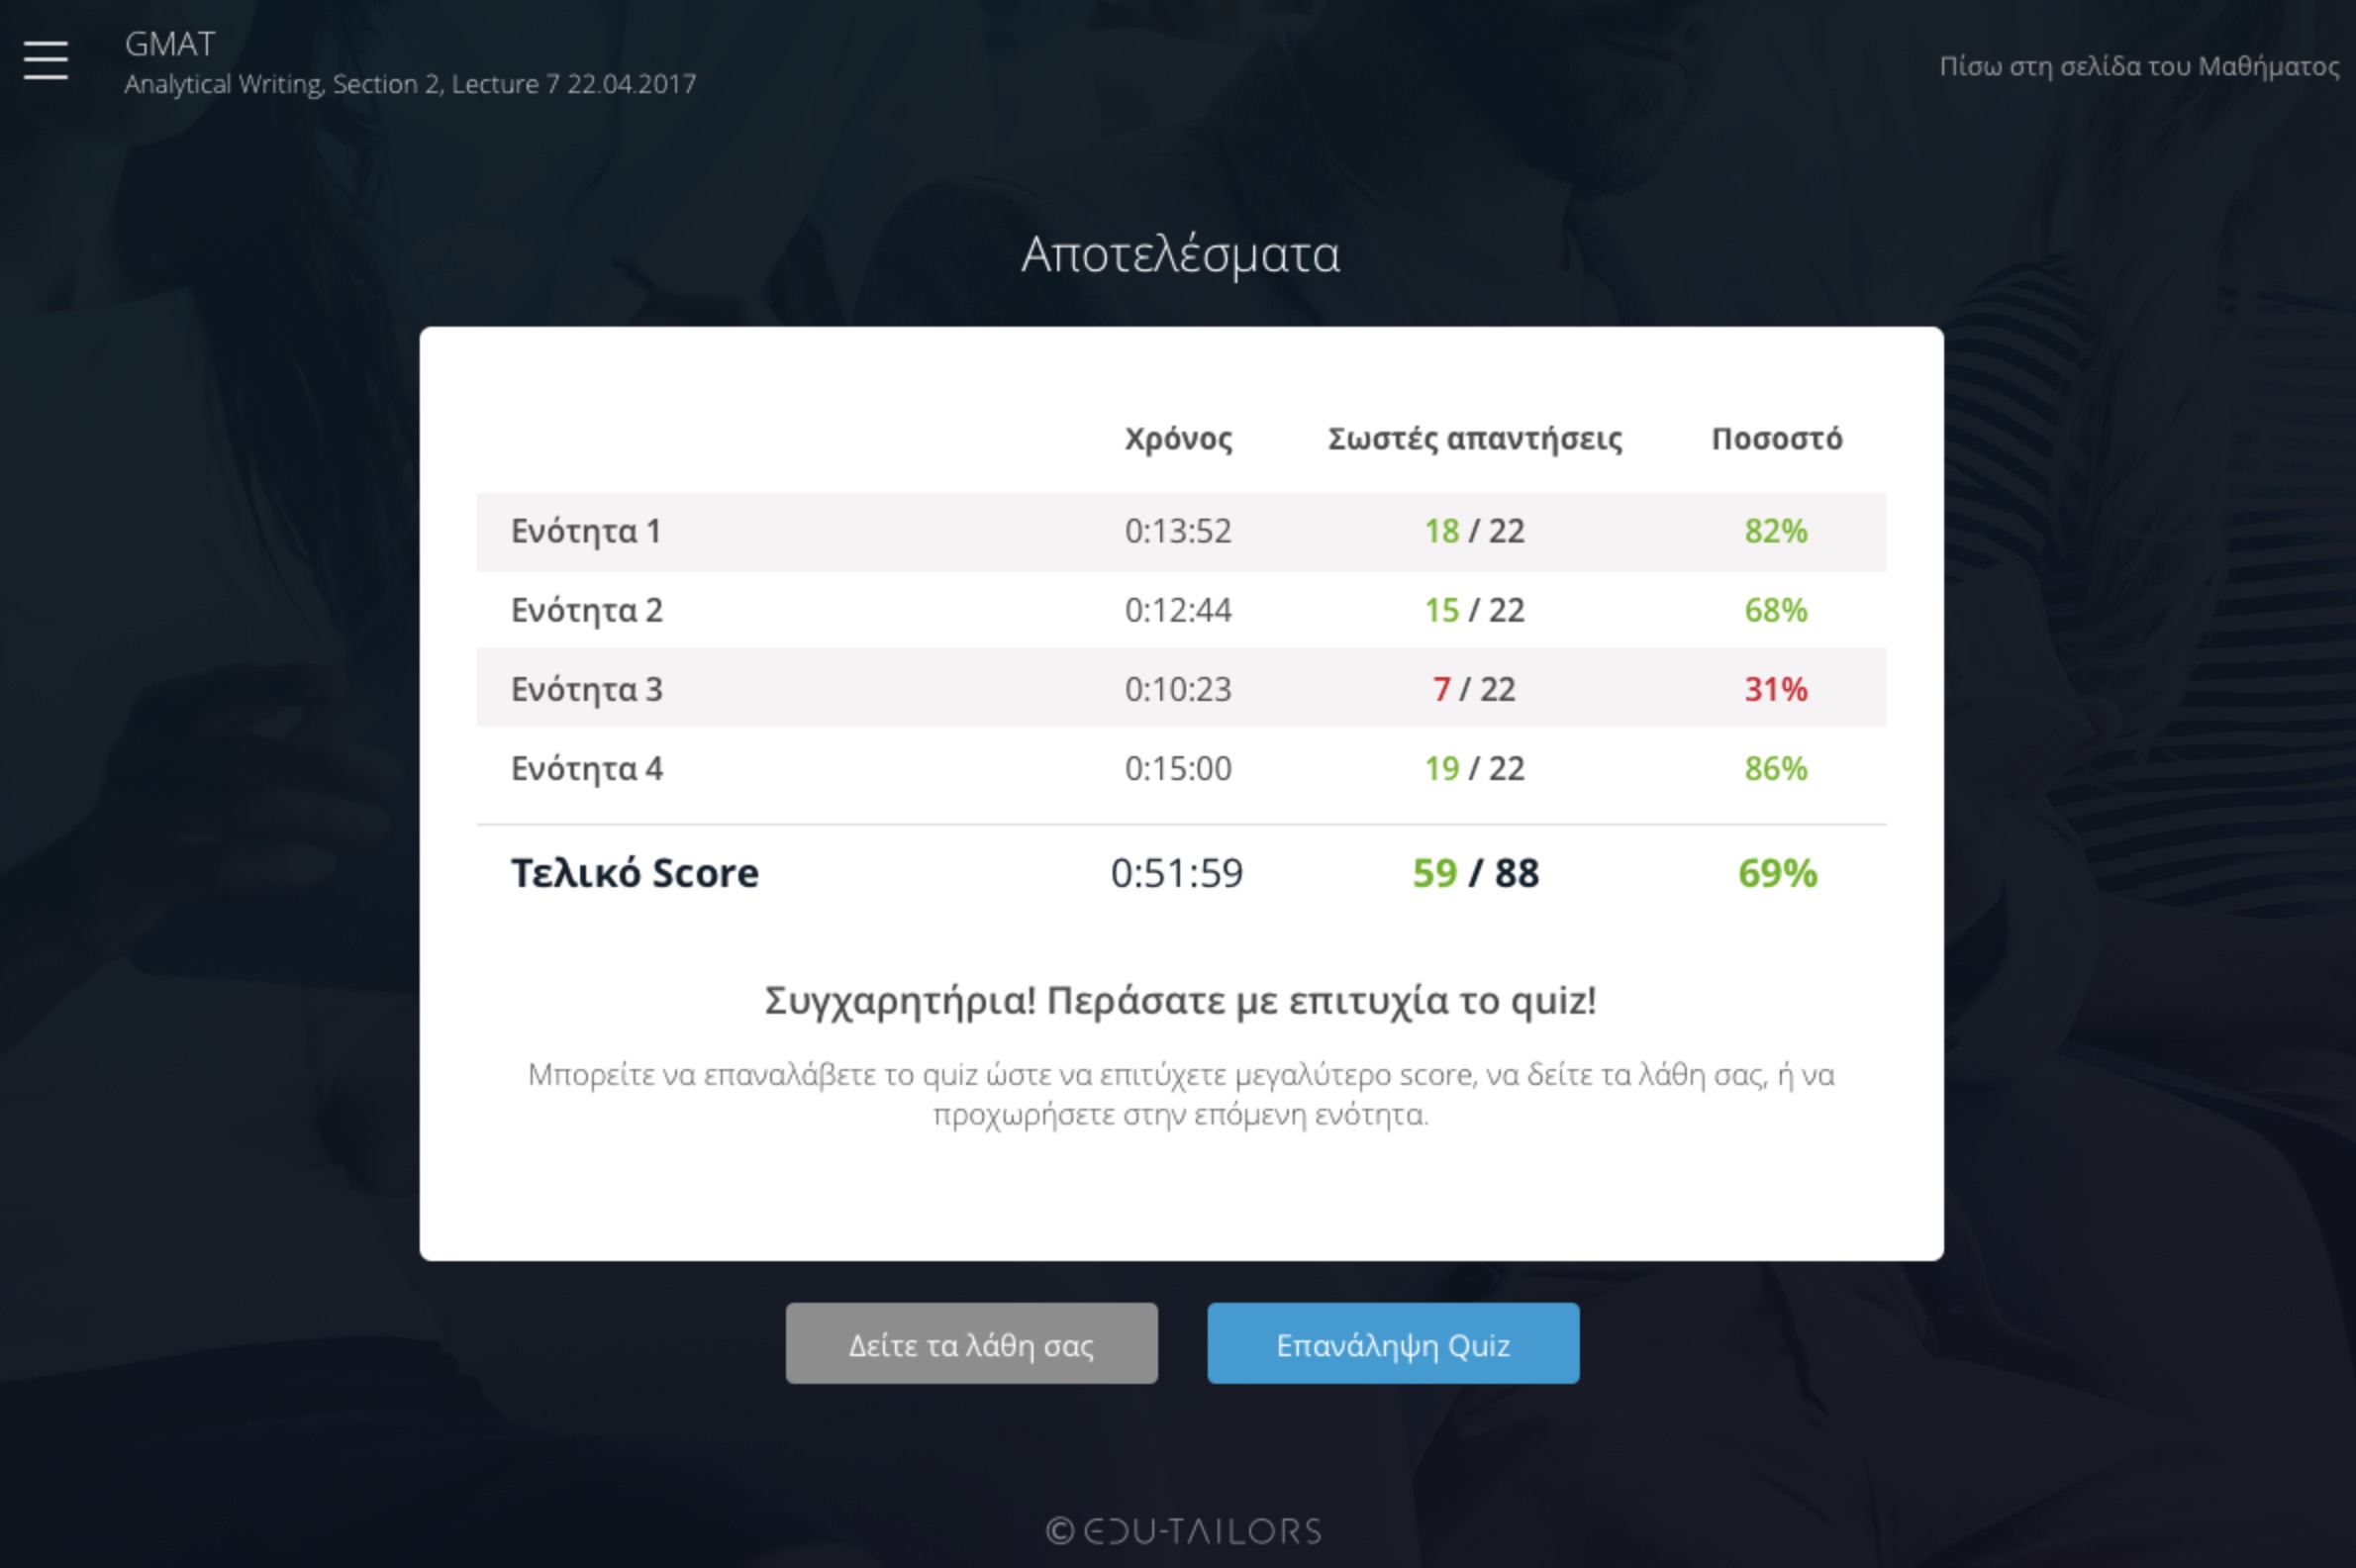 GMAT
Analytical Writing, Section 2, Lecture 7 22.04.2017
Πίσω στη σελίδα του Μαθήματος
Αποτελέσματα
Χρόνος Σωστές απαντήσεις Ποσοστό
Ενότητα 1 0:13:52 18 / 22 82%
Ενότητα 2 0:12:44 15 / 22 68%
Ενότητα 3 0:10:23 7 / 22 31%
Ενότητα 4 0:15:00 19 / 22 86%
Τελικό Score 0:51:59 59 / 88 69%
Συγχαρητήρια! Περάσατε με επιτυχία το quiz!
Μπορείτε να επαναλάβετε το quiz ώστε να επιτύχετε μεγαλύτερο score, να δείτε τα λάθη σας, ή να
προχωρήσετε στην επόμενη ενότητα.
Δείτε τα λάθη σας Επανάληψη Quiz
© EDU-TAILORS